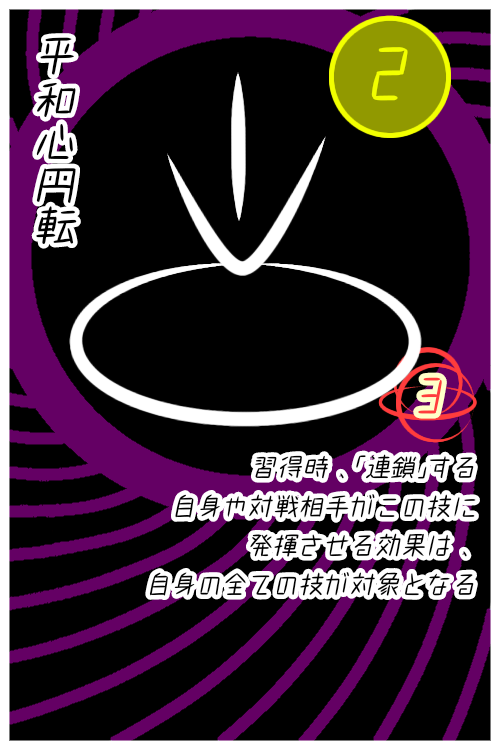 平和心円転
2
3
習得時、「連鎖」する
自身や対戦相手がこの技に
発揮させる効果は、
自身の全ての技が対象となる